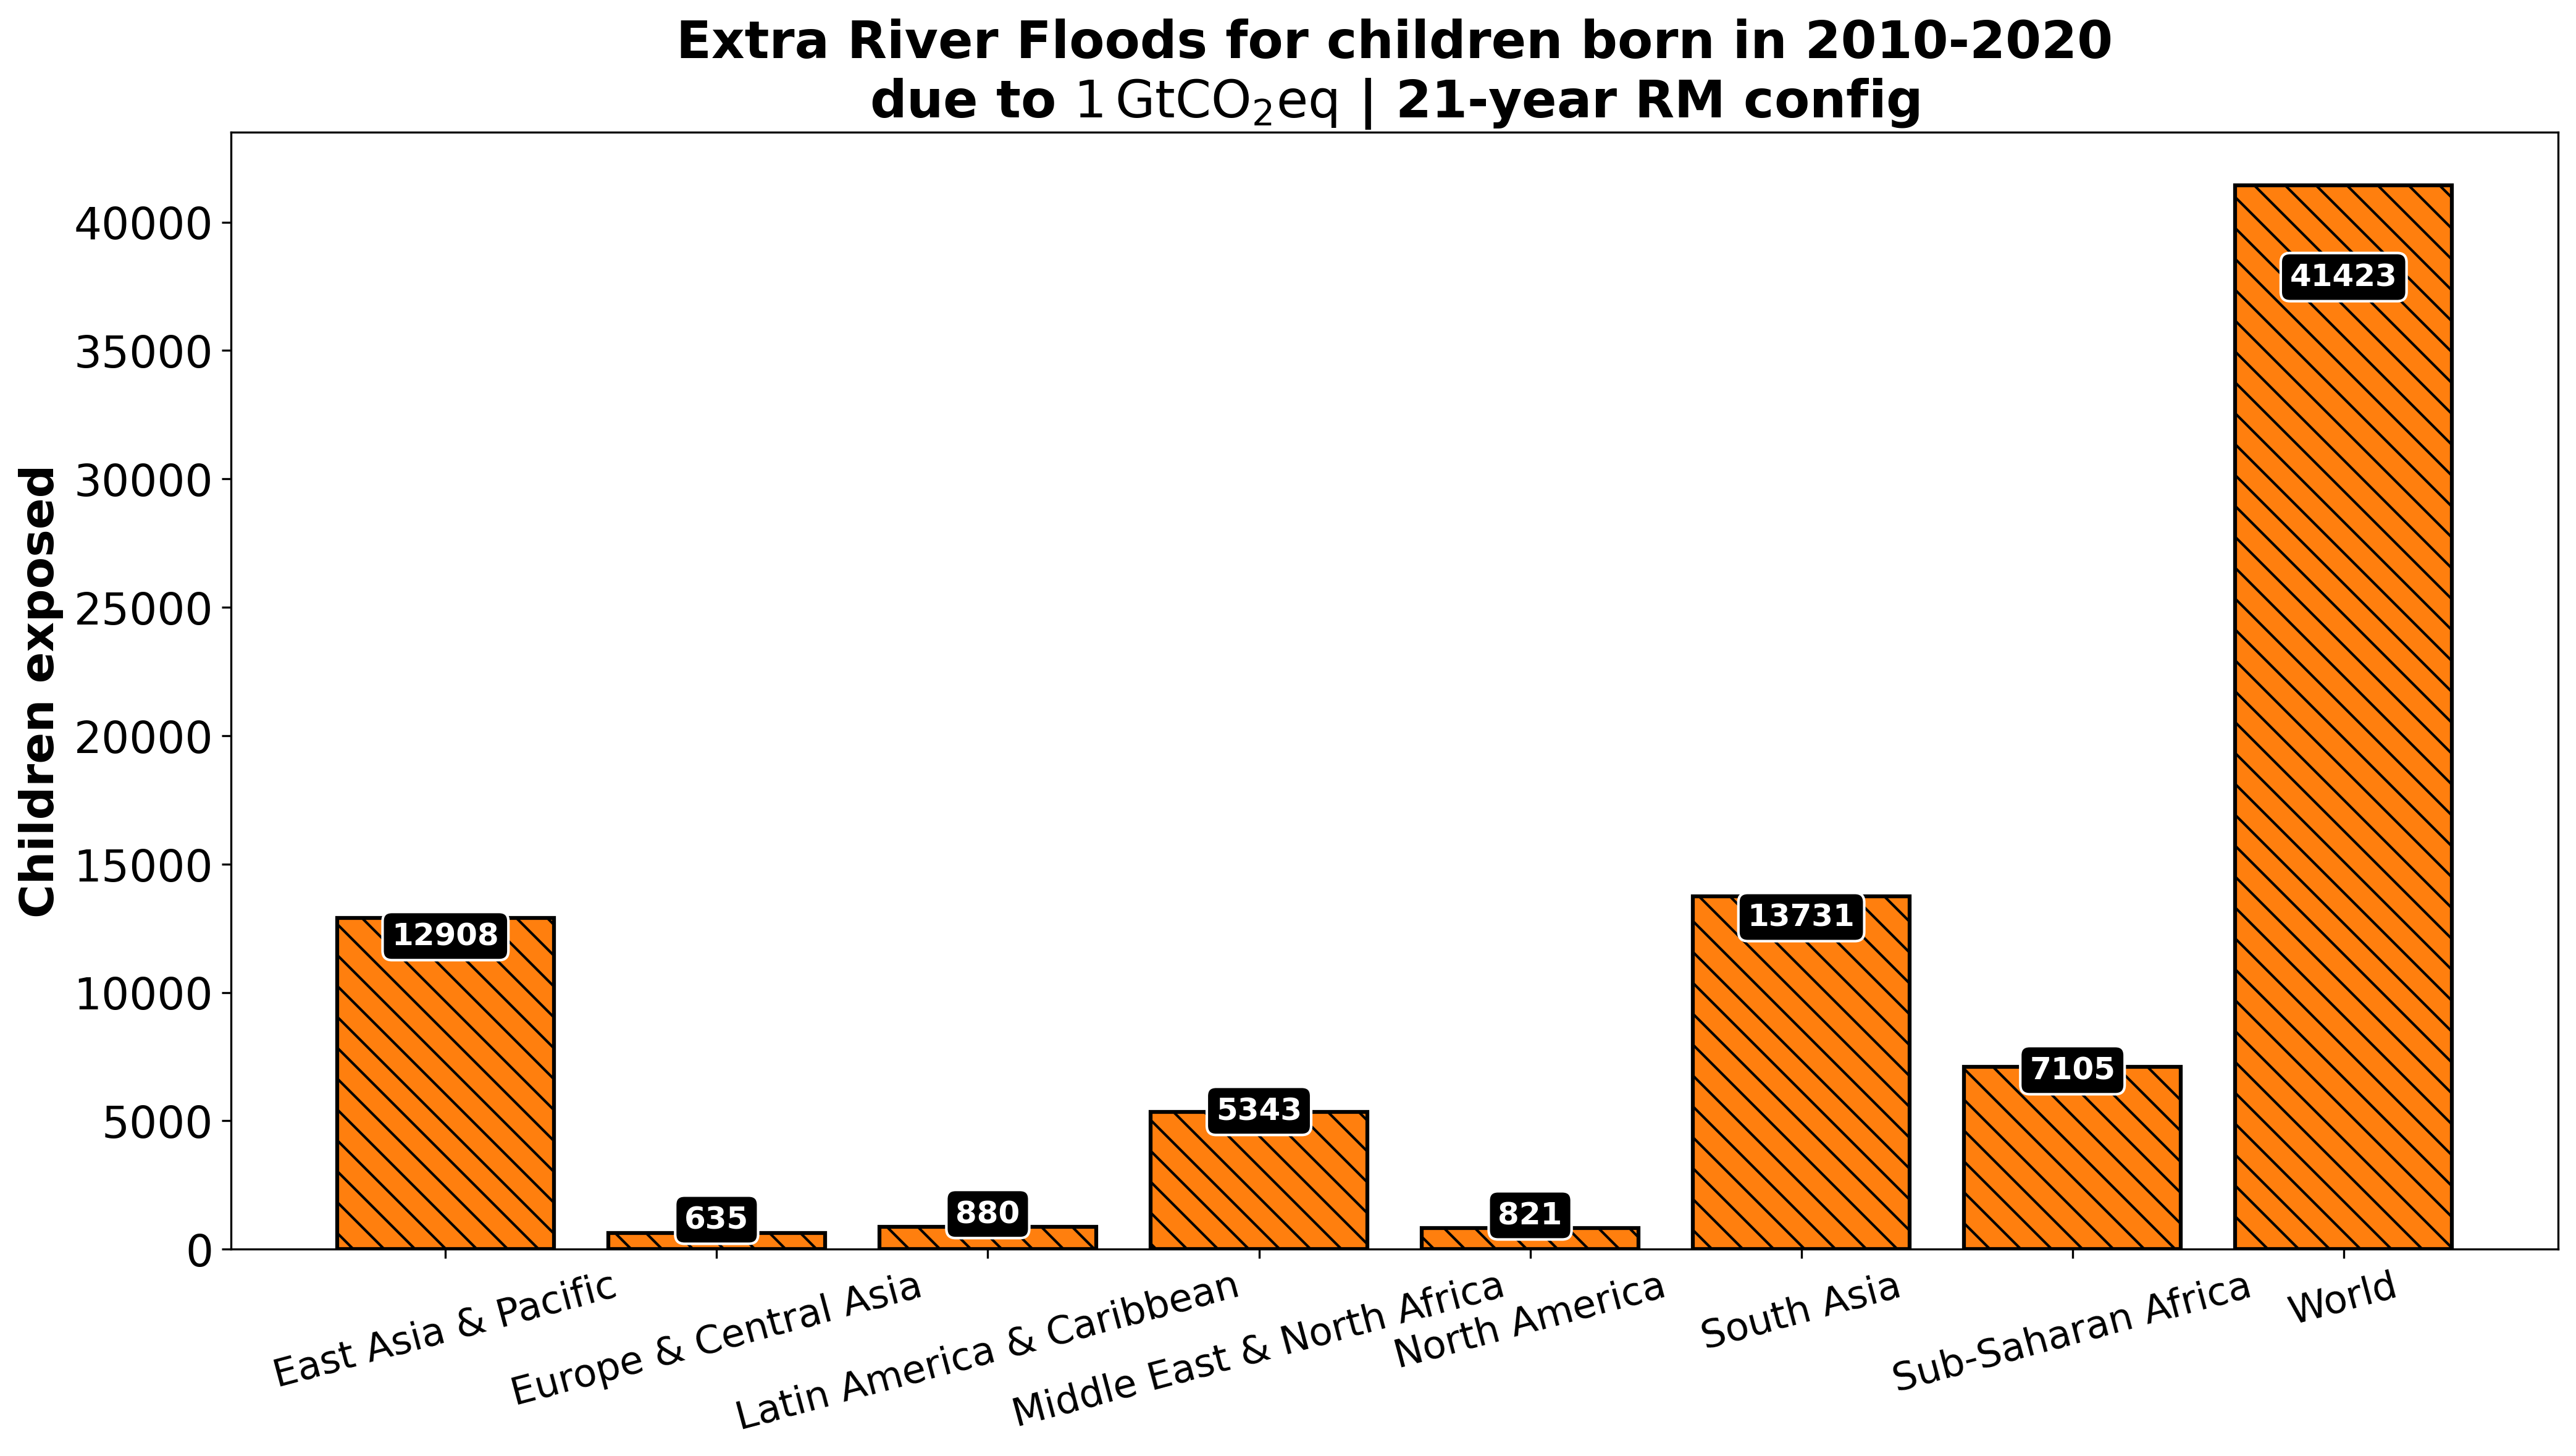 Extra River Floods for children born in 2010-2020
due to 1 GtCO₂eq | 21-year RM config
Children exposed
40000
35000
30000
25000
20000
15000
10000
5000
0
12908
635
880
5343
821
13731
7105
41423
East Asia & Pacific
Europe & Central Asia
Latin America & Caribbean
Middle East & North Africa
North America
South Asia
Sub-Saharan Africa
World